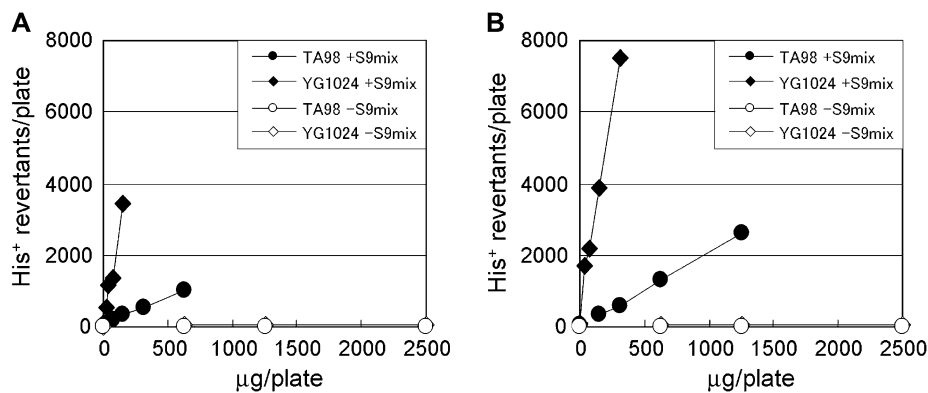 A
8000
6000
4000
2000
0
His+ revertants/plate
TA98 +S9mix
YG1024 +S9mix
TA98 −S9mix
YG1024 −S9mix
0 500 1000 1500 2000 2500
μg/plate
B
8000
6000
4000
2000
0
His+ revertants/plate
TA98 +S9mix
YG1024 +S9mix
TA98 −S9mix
YG1024 −S9mix
0 500 1000 1500 2000 2500
μg/plate